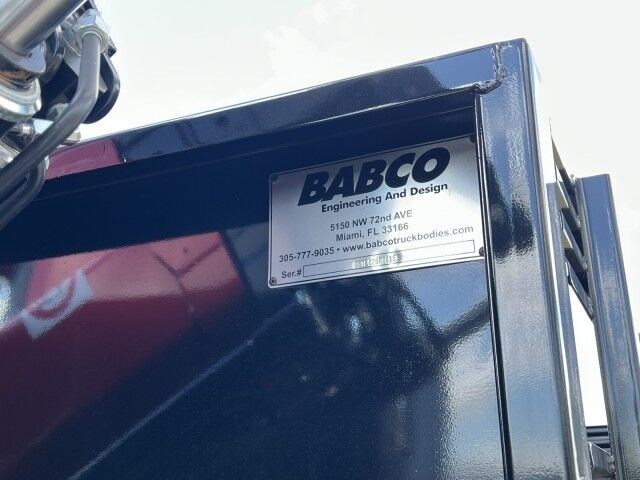 BABCO
Engineering And Design
5150 NW 72nd AVE
Miami, FL 33166
305-777-9035 • www.babcotruckbodies.com
Ser.#